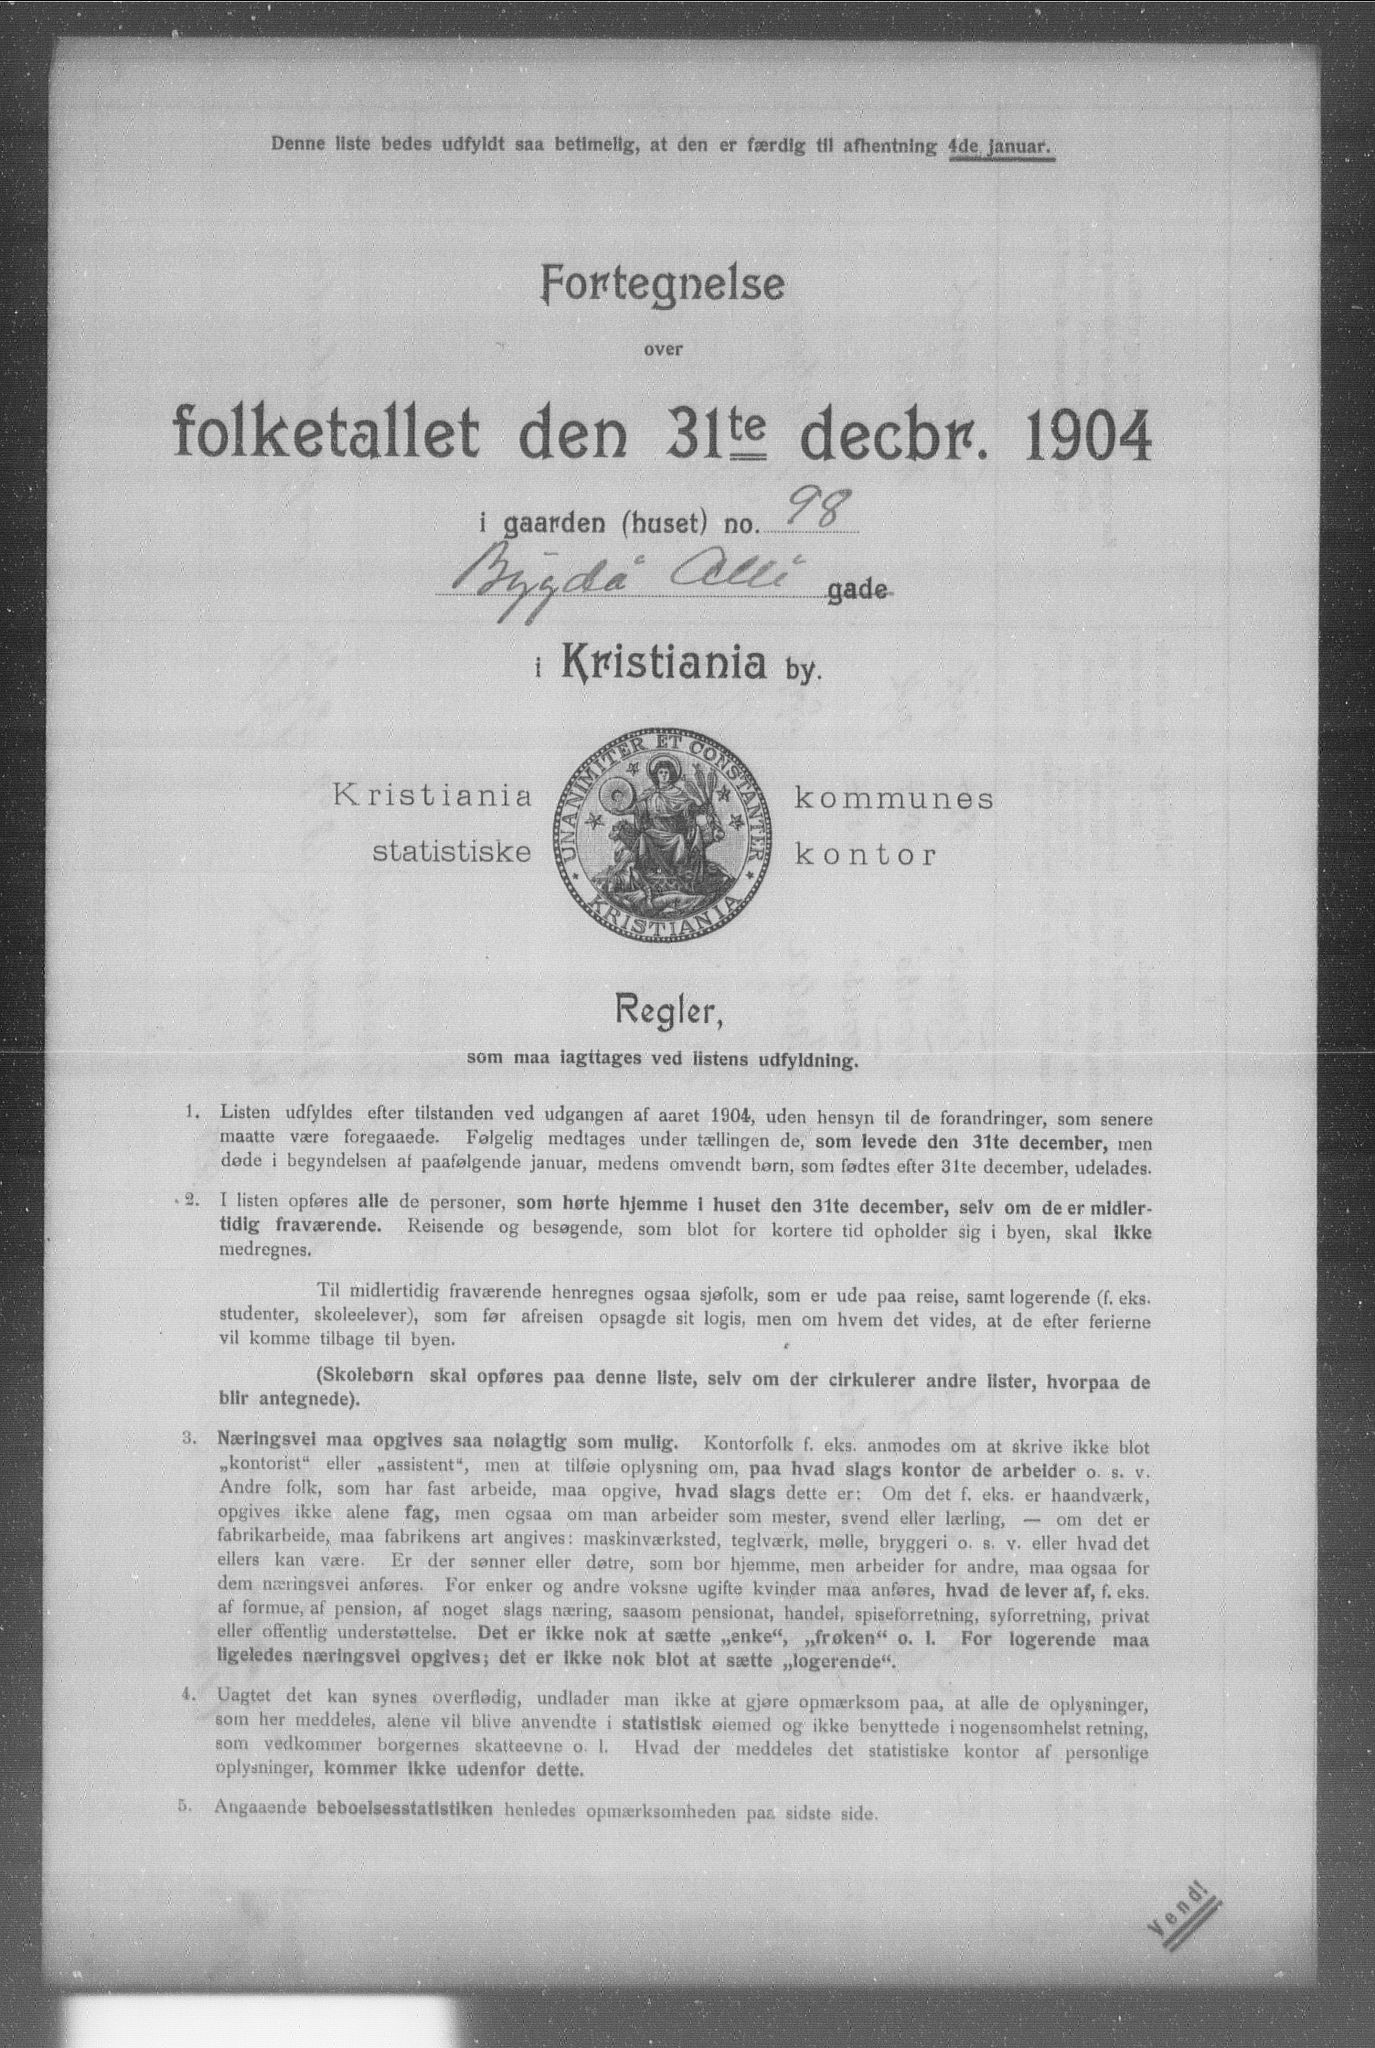 Denne liste bedes udfyldt saa betimelig, at den er færdig til afhentning 4de januar.
Fortegnelse
over
folketallet den 31te decbr. 1904
i gaarden (huset) no. 98
Bygdö Allé gade
i Kristiania by.
UNANIMITER ET CONSTANTER
KRISTIANIA
Kristiania kommunes
statistiske kontor
Regler,
som maa iagttages ved listens udfyldning.
1. Listen udfyldes efter tilstanden ved udgangen af aaret 1904, uden hensyn til de forandringer, som senere
maatte være foregaaede. Følgelig medtages under tællingen de, som levede den 31te december, men
døde i begyndelsen af paafølgende januar, medens omvendt børn, som fødtes efter 31te december, udelades.
2. I listen opføres alle de personer, som hørte hjemme i huset den 31te december, selv om de er midler-
tidig fraværende. Reisende og besøgende, som blot for kortere tid opholder sig i byen, skal ikke
medregnes.
Til midlertidig fraværende henregnes ogsaa sjøfolk, som er ude paa reise, samt logerende (f. eks.
studenter, skoleelever), som før afreisen opsagde sit logis, men om hvem det vides, at de efter ferierne
vil komme tilbage til byen.
(Skolebørn skal opføres paa denne liste, selv om der cirkulerer andre lister, hvorpaa de
blir antegnede).
3. Næringsvei maa opgives saa nøiagtig som mulig. Kontorfolk f. eks. anmodes om at skrive ikke blot
„kontorist“ eller „assistent“, men at tilføie oplysning om, paa hvad slags kontor de arbeider o. s. v.
Andre folk, som har fast arbeide, maa opgive, hvad slags dette er: Om det f. eks. er haandværk,
opgives ikke alene fag, men ogsaa om man arbeider som mester, svend eller lærling, — om det er
fabrikarbeide, maa fabrikens art angives: maskinværksted, teglværk, mølle, bryggeri o. s. v. eller hvad det
ellers kan være. Er der sønner eller døtre, som bor hjemme, men arbeider for andre, maa ogsaa for
dem næringsvei anføres. For enker og andre voksne ugifte kvinder maa anføres, hvad de lever af, f. eks.
af formue, af pension, af noget slags næring, saasom pensionat, handel, spiseforretning, syforretning, privat
eller offentlig understøttelse. Det er ikke nok at sætte „enke“, „frøken“ o. l. For logerende maa
ligeledes næringsvei opgives; det er ikke nok blot at sætte „logerende“.
4. Uagtet det kan synes overflødig, undlader man ikke at gjøre opmærksom paa, at alle de oplysninger,
som her meddeles, alene vil blive anvendte i statistisk øiemed og ikke benyttede i nogensomhelst retning,
som vedkommer borgernes skatteevne o. l. Hvad der meddeles det statistiske kontor af personlige
oplysninger, kommer ikke udenfor dette.
5. Angaaende beboelsesstatistiken henledes opmærksomheden paa sidste side.
Vend!